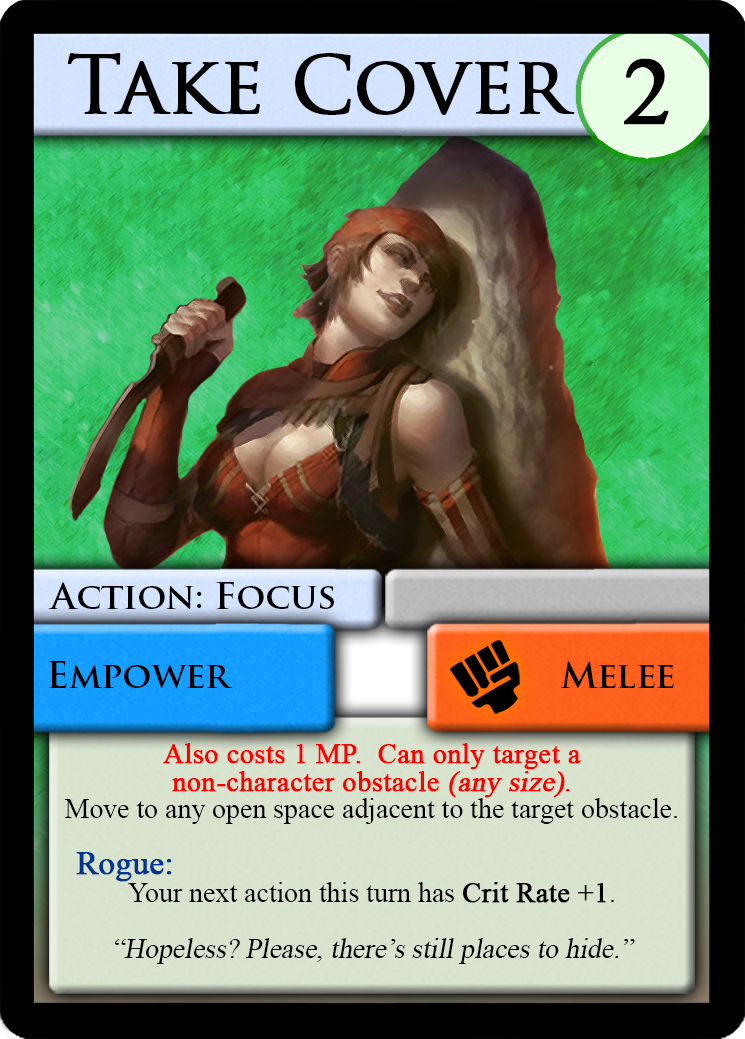 TAKE COVER 2
ACTION: FOCUS
EMPOWER MELEE
Also costs 1 MP. Can only target a
non-character obstacle (any size).
Move to any open space adjacent to the target obstacle.
Rogue:
Your next action this turn has Crit Rate +1.
“Hopeless? Please, there’s still places to hide.”